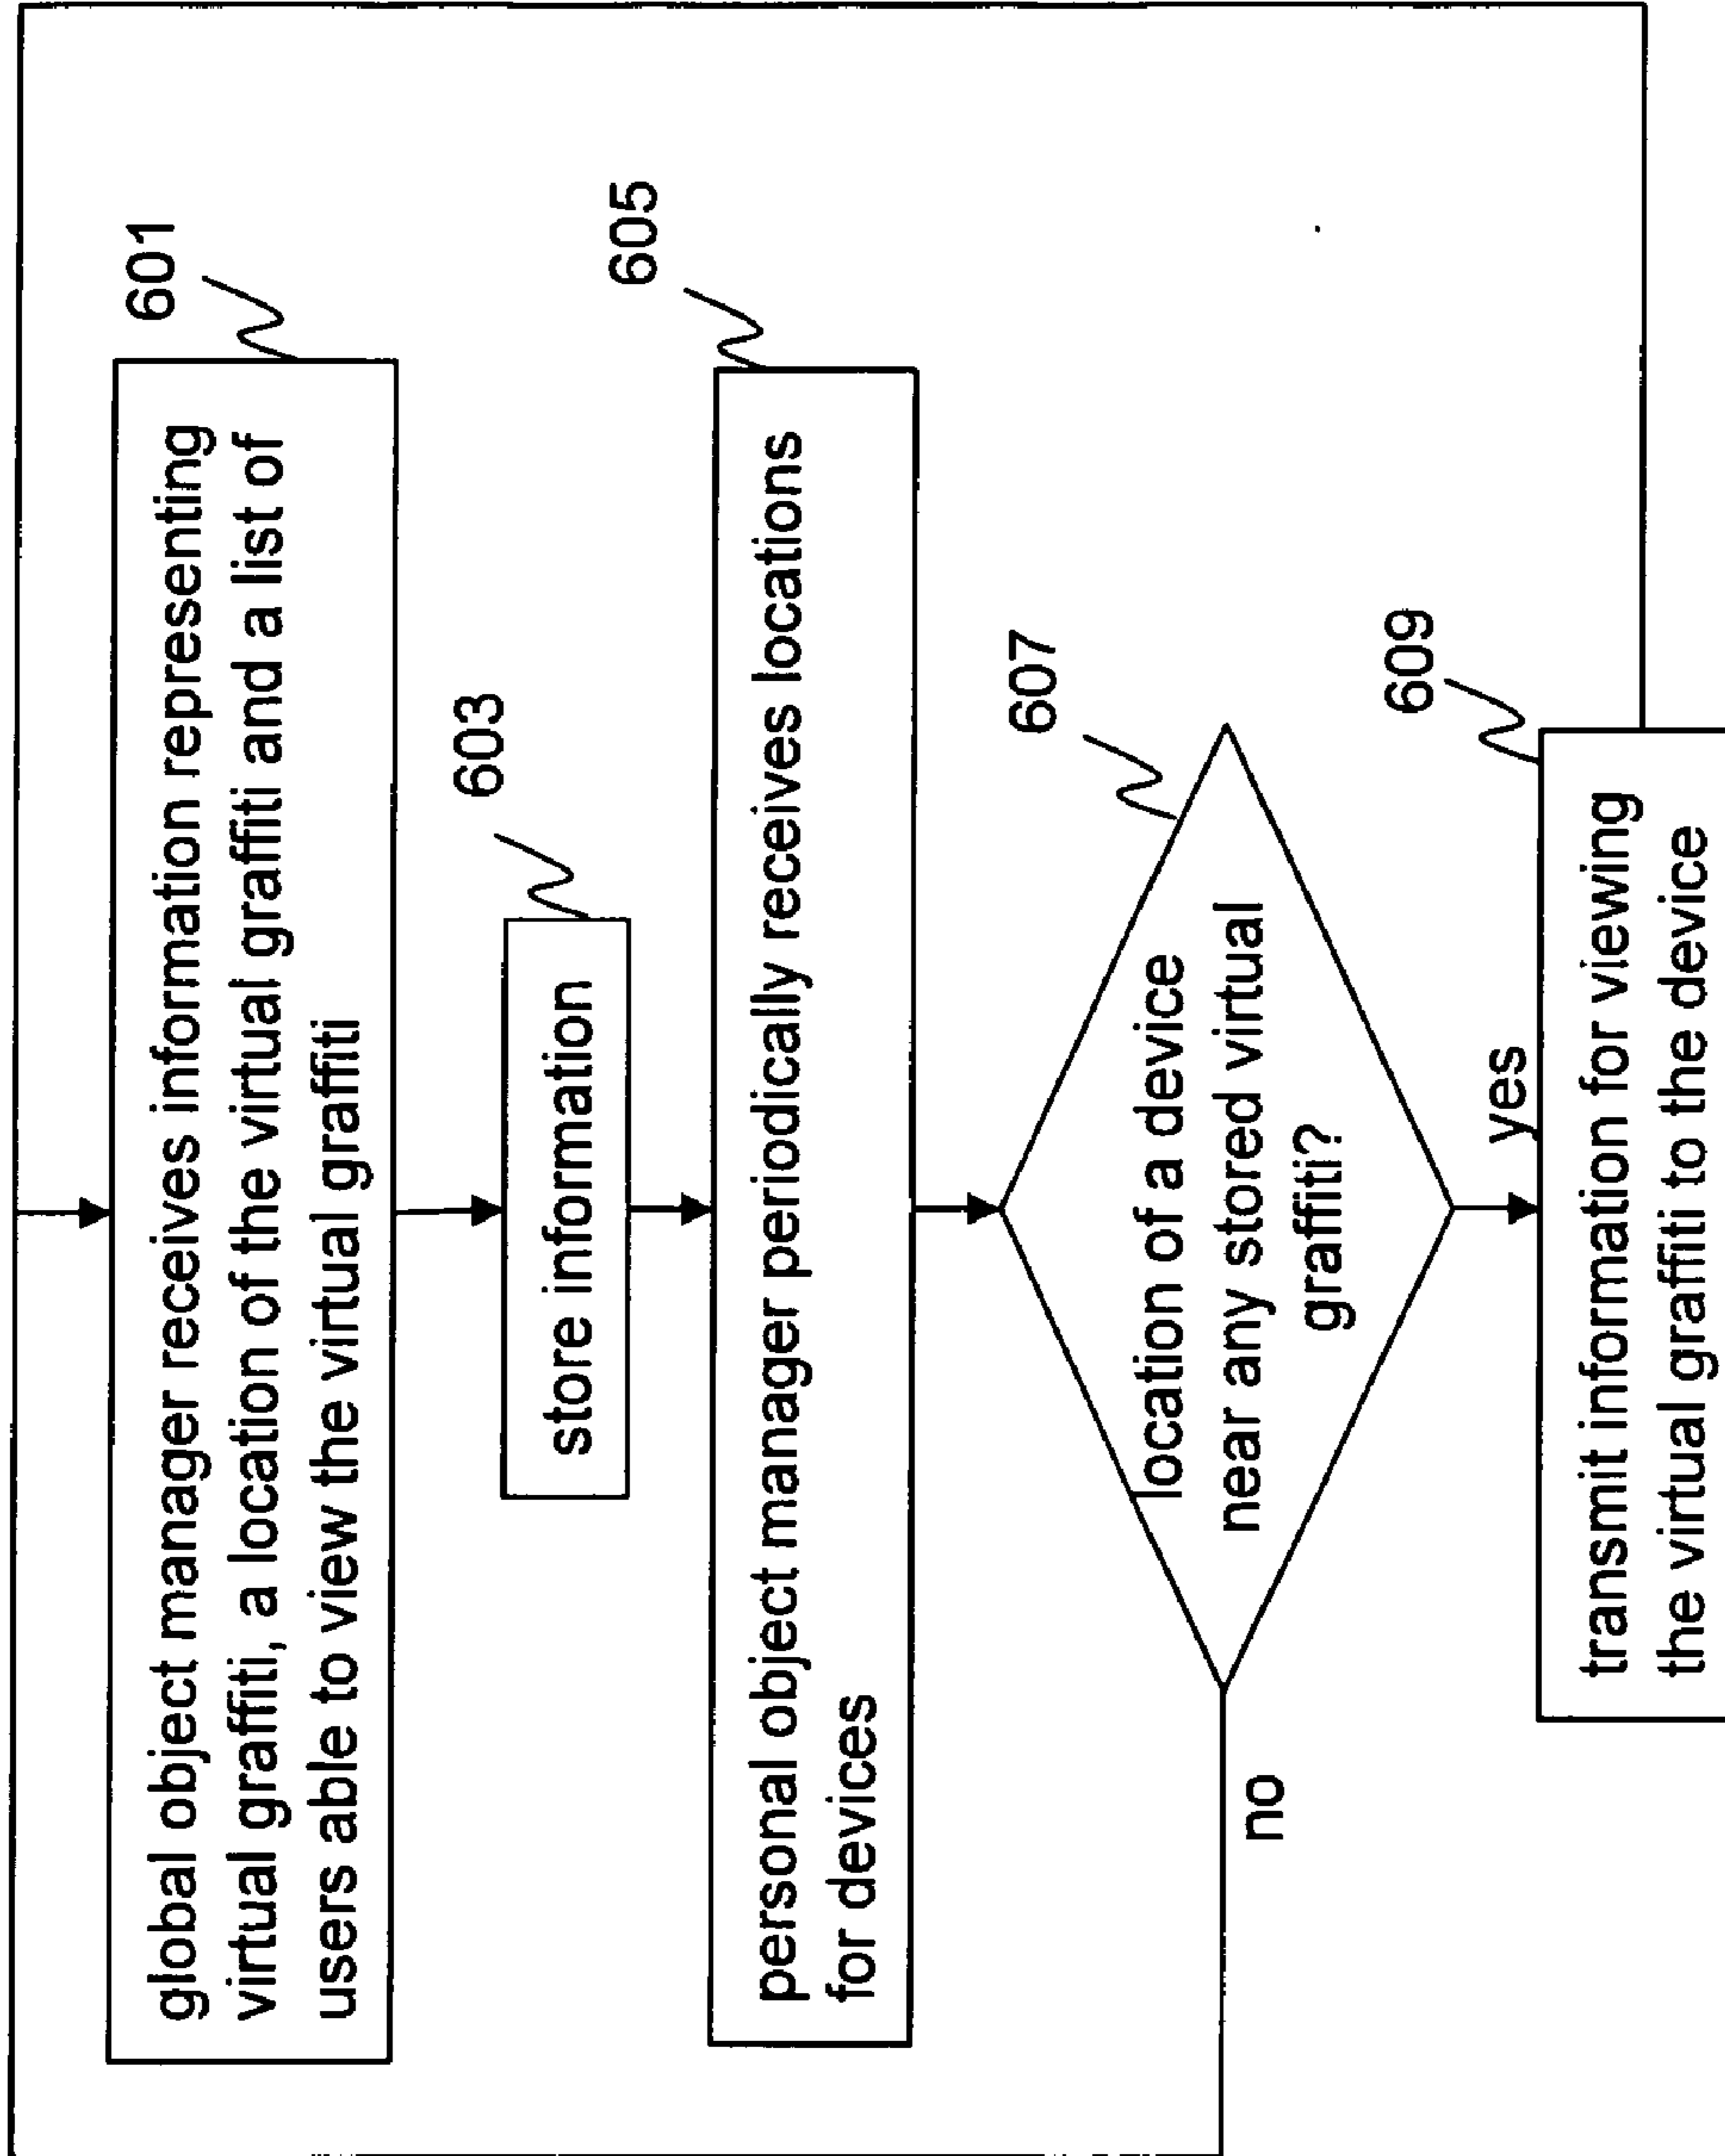 601
global object manager receives information representing
virtual graffiti, a location of the virtual graffiti and a list of
users able to view the virtual graffiti
603
store information
605
personal object manager periodically receives locations
for devices
607
location of a device
near any stored virtual
graffiti?
no
yes
609
transmit information for viewing
the virtual graffiti to the device